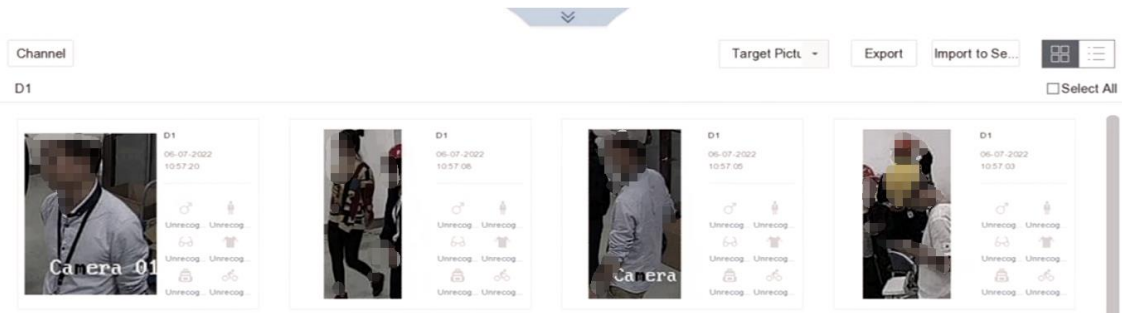 Channel
Target Pictu
Export
Import to Se...
D1
Select All
D1
06-07-2022
10:57:20
Unrecog... Unrecog...
Unrecog... Unrecog...
Unrecog... Unrecog...
Camera 01
D1
06-07-2022
10:57:08
Unrecog... Unrecog...
Unrecog... Unrecog...
Unrecog... Unrecog...
D1
06-07-2022
10:57:05
Unrecog... Unrecog...
Unrecog... Unrecog...
Unrecog... Unrecog...
Camera
D1
06-07-2022
10:57:03
Unrecog... Unrecog...
Unrecog... Unrecog...
Unrecog... Unrecog...